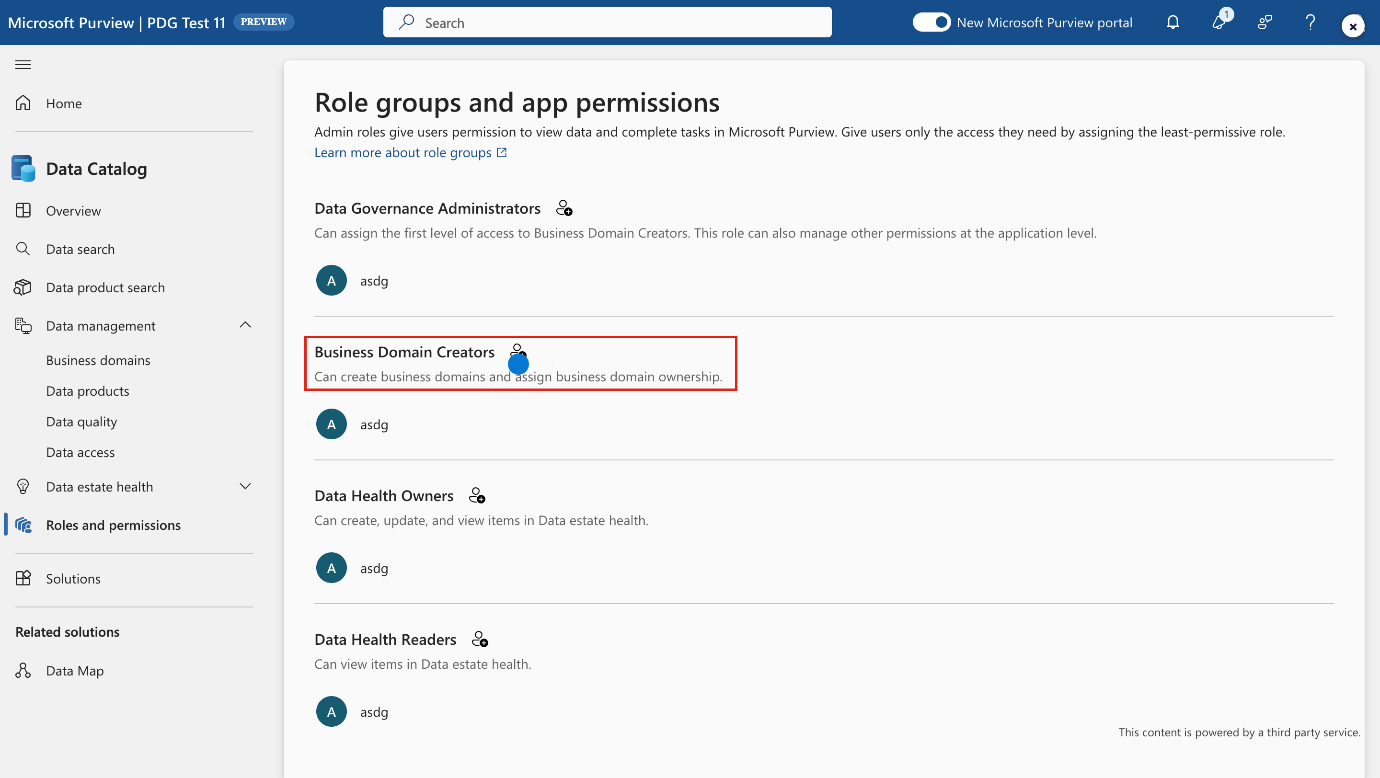 Microsoft Purview | PDG Test 11 PREVIEW
Search
New Microsoft Purview portal
1
Home
Data Catalog
Overview
Data search
Data product search
Data management
Business domains
Data products
Data quality
Data access
Data estate health
Roles and permissions
Solutions
Related solutions
Data Map
Role groups and app permissions
Admin roles give users permission to view data and complete tasks in Microsoft Purview. Give users only the access they need by assigning the least-permissive role.
Learn more about role groups
Data Governance Administrators
Can assign the first level of access to Business Domain Creators. This role can also manage other permissions at the application level.
A asdg
Business Domain Creators
Can create business domains and assign business domain ownership.
A asdg
Data Health Owners
Can create, update, and view items in Data estate health.
A asdg
Data Health Readers
Can view items in Data estate health.
A asdg
This content is powered by a third party service.